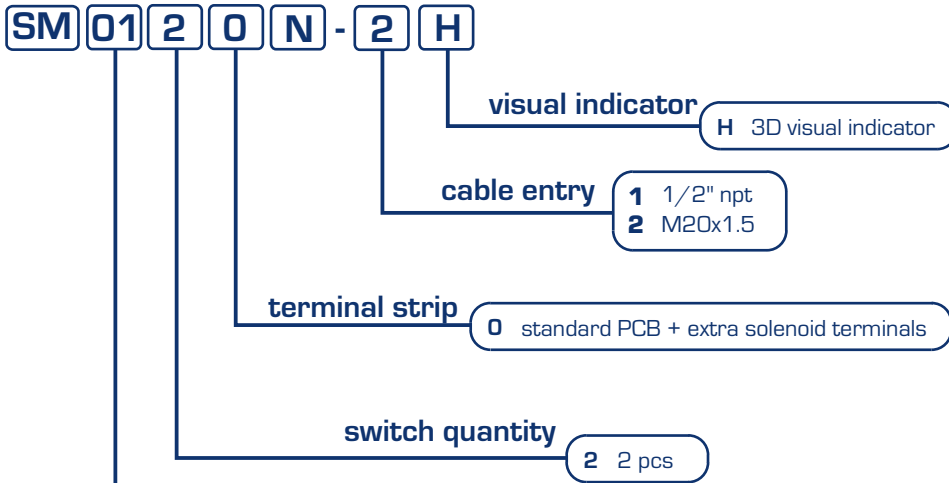 SM 01 2 0 N - 2 H
visual indicator
H 3D visual indicator
cable entry
1 1/2" npt
2 M20x1.5
terminal strip
0 standard PCB + extra solenoid terminals
switch quantity
2 2 pcs